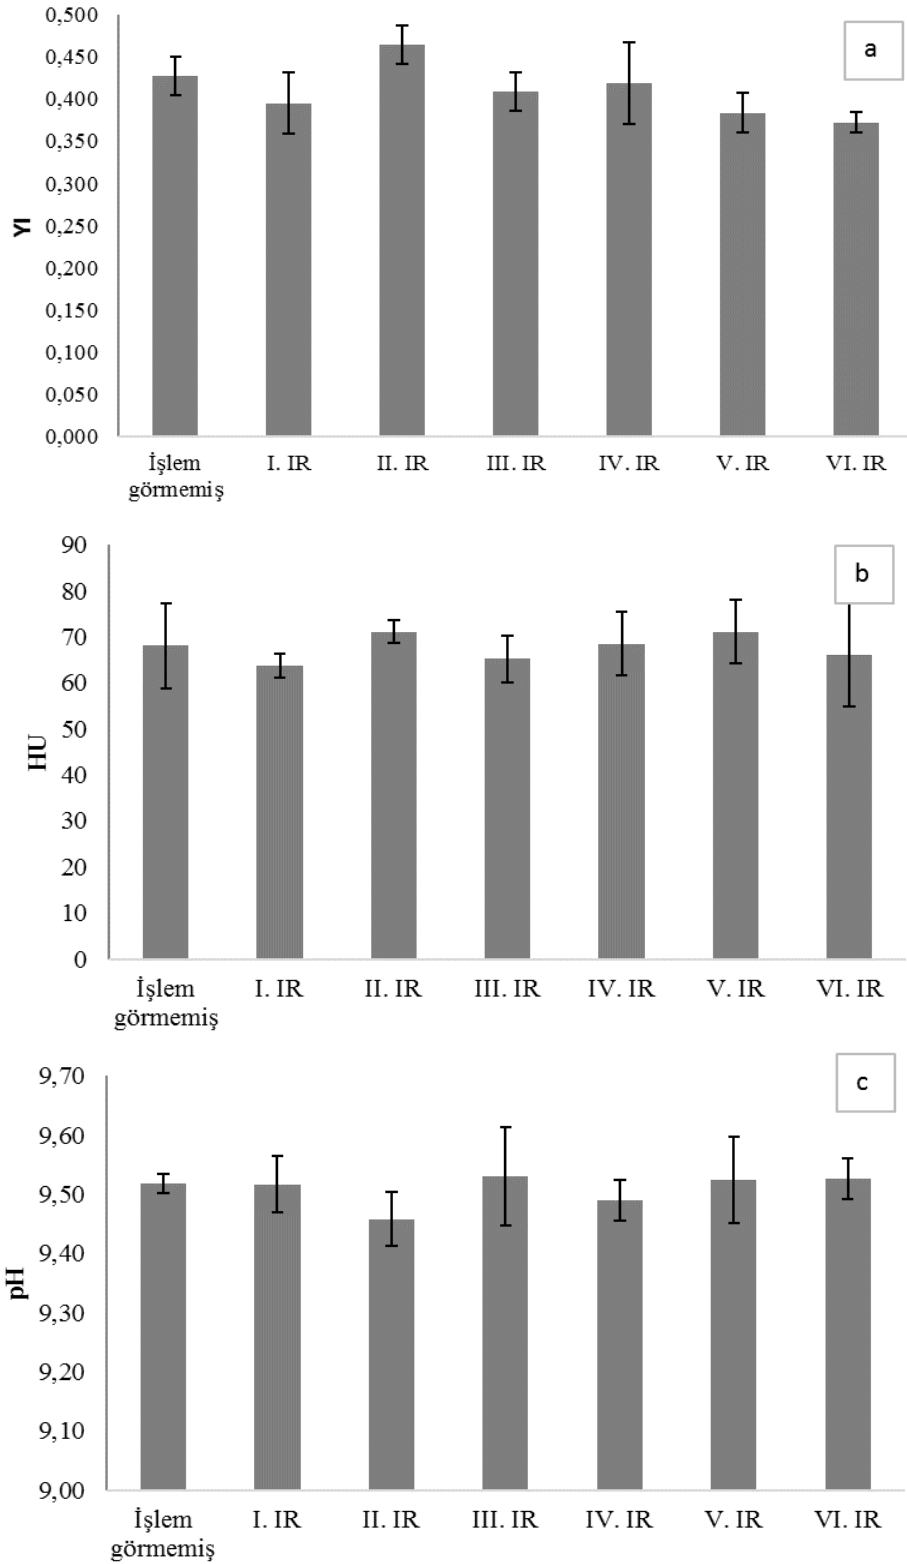 0,500
0,450
0,400
0,350
0,300
0,250
0,200
0,150
0,100
0,050
0,000
YI
a
İşlem görmemiş
I. IR
II. IR
III. IR
IV. IR
V. IR
VI. IR
90
80
70
60
50
40
30
20
10
0
HU
b
İşlem görmemiş
I. IR
II. IR
III. IR
IV. IR
V. IR
VI. IR
9,70
9,60
9,50
9,40
9,30
9,20
9,10
9,00
pH
c
İşlem görmemiş
I. IR
II. IR
III. IR
IV. IR
V. IR
VI. IR